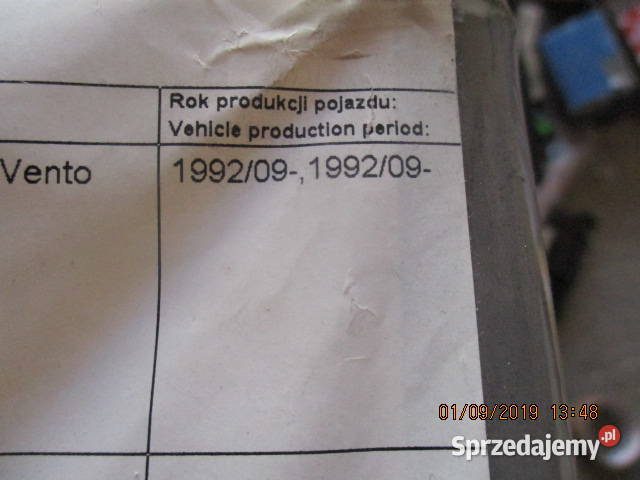 Rok produkcji pojazdu:
Vehicle production period:
Vento
1992/09-,1992/09-
01/09/2019 13:48
Sprzedajemy.pl